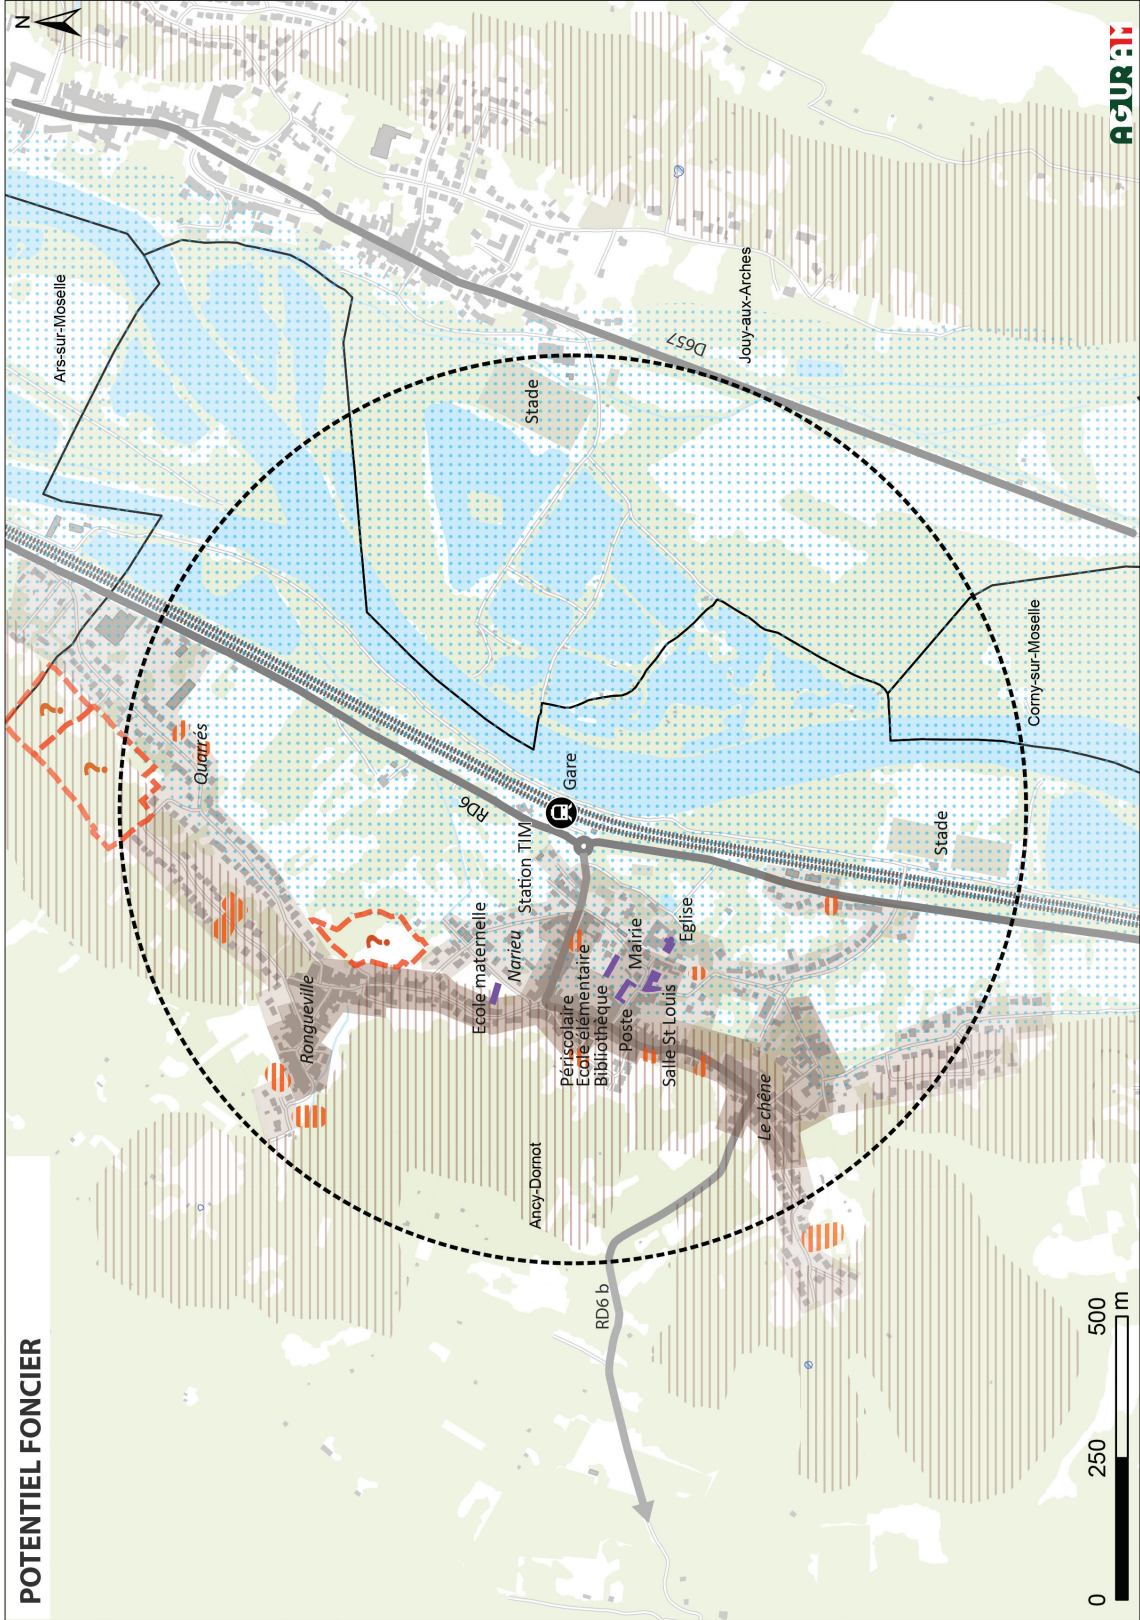 POTENTIEL FONCIER
N
Ars-sur-Moselle
?
?
Quarrés
Rongueville
?
Ecole maternelle
Narieu
Station TIM
RD6
Gare
Stade
D657
Jouy-aux-Arches
Périscolaire
Ecole élémentaire
Bibliothèque
Poste
Mairie
Salle St Louis
Eglise
Ancy-Dornot
RD6 b
Le chêne
Stade
Corny-sur-Moselle
0 250 500
m
AGURAM